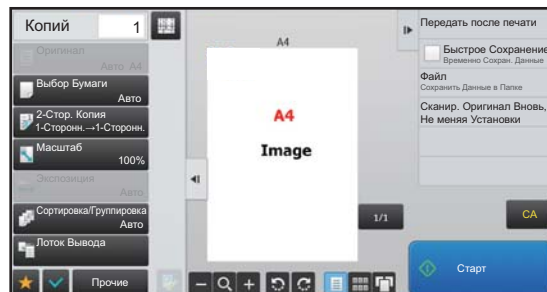 Копий 1
Оригинал
Авто A4
Выбор Бумаги
Авто
2-Стор. Копия
1-Сторонн.→1-Сторонн.
Масштаб
100%
Экспозиция
Авто
Сортировка/Группировка
Авто
Лоток Вывода
Прочие
A4
A4
Image
1/1
Передать после печати
Быстрое Сохранение
Временно Сохран. Данные
Файл
Сохранить Данные в Папке
Сканир. Оригинал Вновь,
Не меняя Установки
CA
Старт